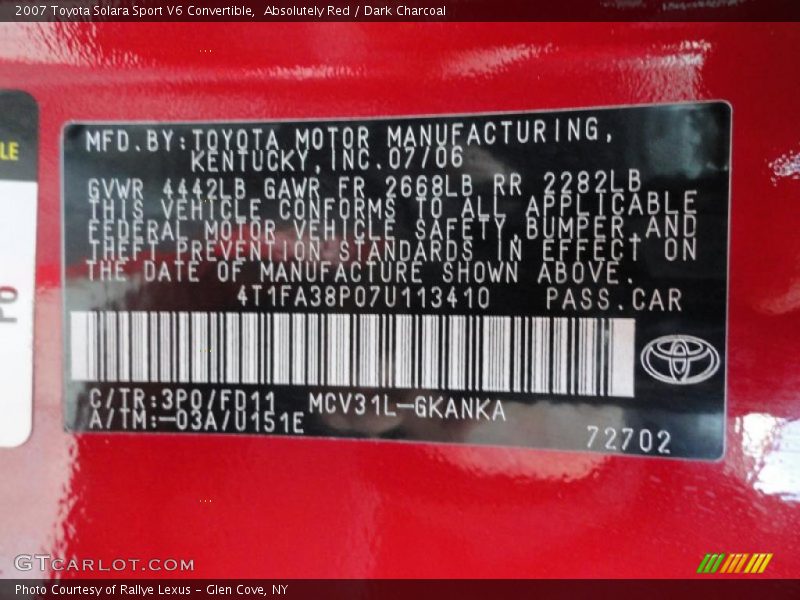 2007 Toyota Solara Sport V6 Convertible,  Absolutely Red / Dark Charcoal
LE
P0
MFD.BY:TOYOTA MOTOR MANUFACTURING,
KENTUCKY,INC.07/06
GVWR 4442LB GAWR FR 2668LB RR 2282LB
THIS VEHICLE CONFORMS TO ALL APPLICABLE
FEDERAL MOTOR VEHICLE SAFETY,BUMPER,AND
THEFT PREVENTION STANDARDS IN EFFECT ON
THE DATE OF MANUFACTURE SHOWN ABOVE.
4T1FA38P07U113410 PASS.CAR
C/TR:3P0/FD11 MCV31L-GKANKA
A/TM:-03A/U151E
72702
GTCARLOT.COM
Photo Courtesy of Rallye Lexus - Glen Cove, NY